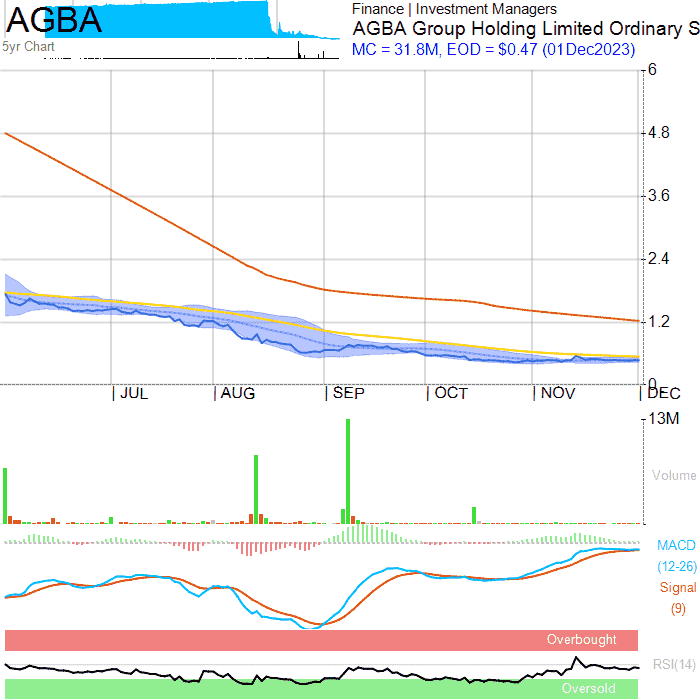 AGBA
Finance | Investment Managers
AGBA Group Holding Limited Ordinary S
5yr Chart
MC = 31.8M, EOD = $0.47 (01Dec2023)
6
4.8
3.6
2.4
1.2
0
| JUL | AUG | SEP | OCT | NOV | DEC
13M
Volume
MACD
(12-26)
Signal
(9)
Overbought
RSI(14)
Oversold